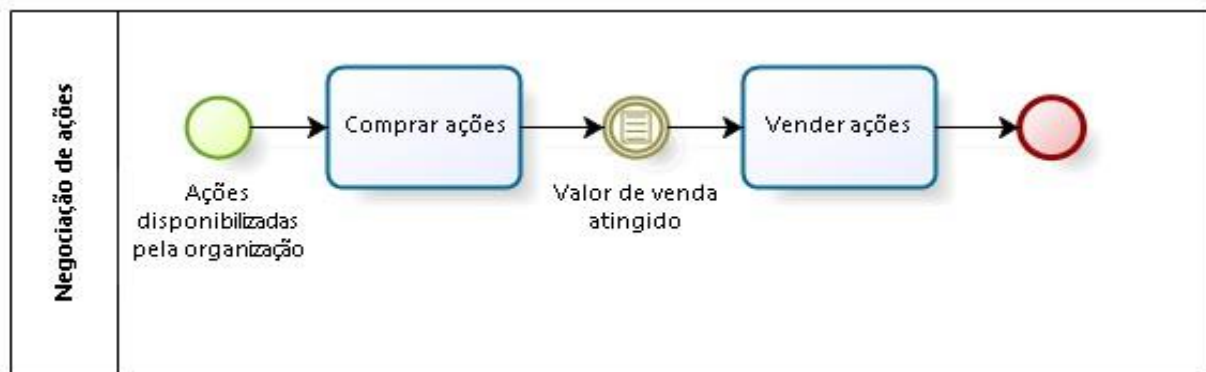 Negociação de ações
Ações
disponibilizadas
pela organização
Comprar ações
Valor de venda
atingido
Vender ações